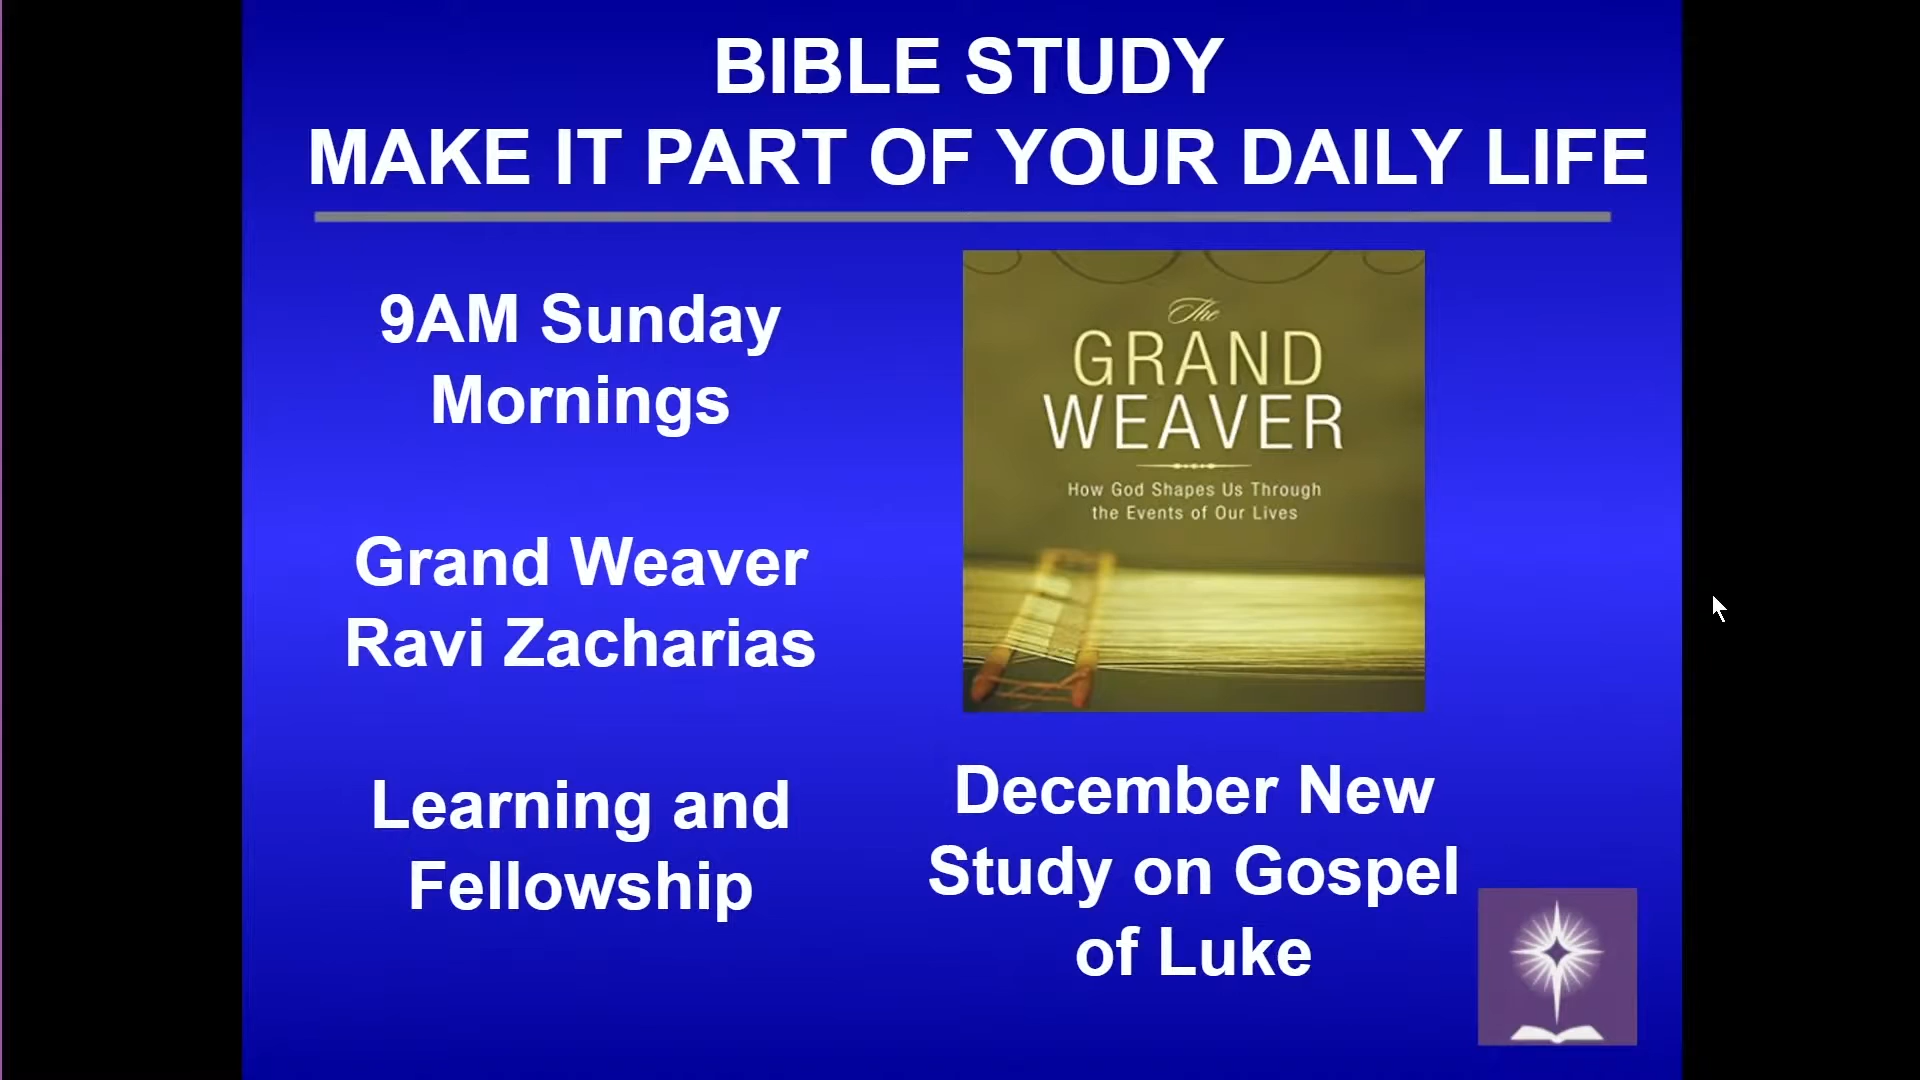 BIBLE STUDY
MAKE IT PART OF YOUR DAILY LIFE
9AM Sunday
Mornings
Grand Weaver
Ravi Zacharias
Learning and
Fellowship
The
GRAND
WEAVER
How God Shapes Us Through
the Events of Our Lives
December New
Study on Gospel
of Luke